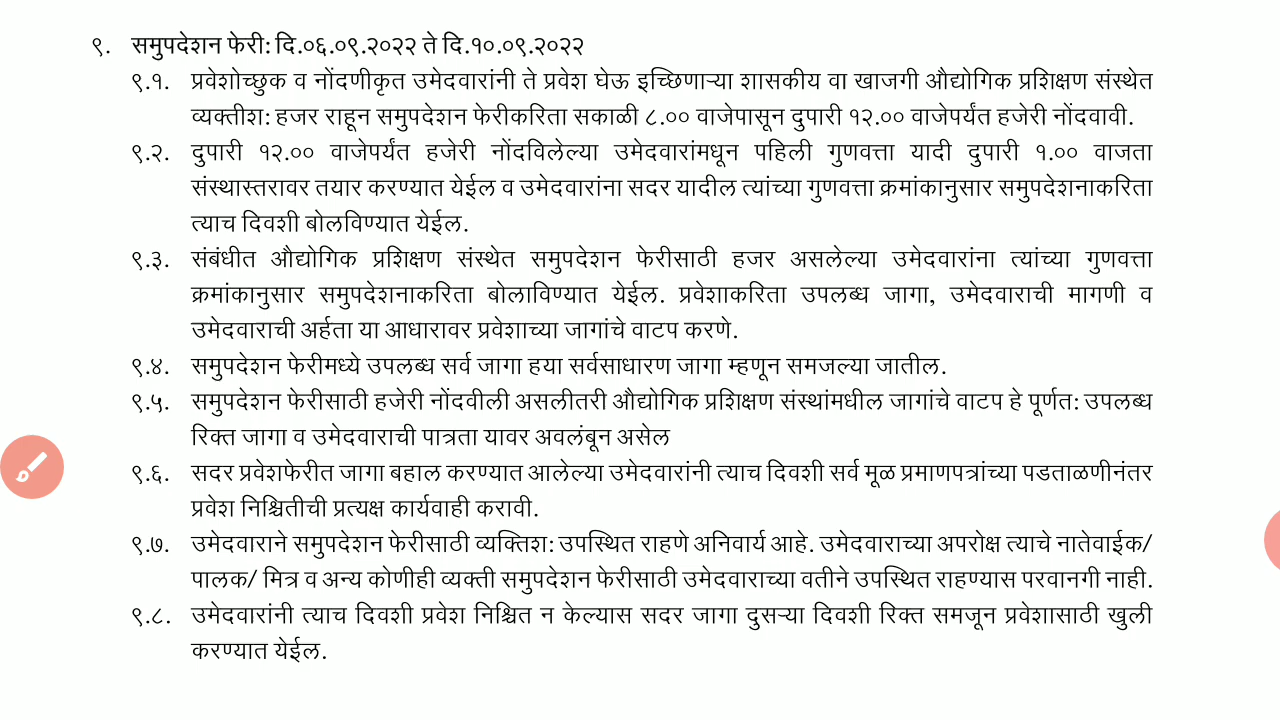 ९. समुपदेशन फेरी: दि.०६.०९.२०२२ ते दि.१०.०९.२०२२
९.१. प्रवेशोच्छुक व नोंदणीकृत उमेदवारांनी ते प्रवेश घेऊ इच्छिणाऱ्या शासकीय वा खाजगी औद्योगिक प्रशिक्षण संस्थेत
व्यक्तीश: हजर राहून समुपदेशन फेरीकरिता सकाळी ८.०० वाजेपासून दुपारी १२.०० वाजेपर्यंत हजेरी नोंदवावी.
९.२. दुपारी १२.०० वाजेपर्यंत हजेरी नोंदविलेल्या उमेदवारांमधून पहिली गुणवत्ता यादी दुपारी १.०० वाजता
संस्थास्तरावर तयार करण्यात येईल व उमेदवारांना सदर यादील त्यांच्या गुणवत्ता क्रमांकानुसार समुपदेशनाकरिता
त्याच दिवशी बोलविण्यात येईल.
९.३. संबंधीत औद्योगिक प्रशिक्षण संस्थेत समुपदेशन फेरीसाठी हजर असलेल्या उमेदवारांना त्यांच्या गुणवत्ता
क्रमांकानुसार समुपदेशनाकरिता बोलाविण्यात येईल. प्रवेशाकरिता उपलब्ध जागा, उमेदवाराची मागणी व
उमेदवाराची अर्हता या आधारावर प्रवेशाच्या जागांचे वाटप करणे.
९.४. समुपदेशन फेरीमध्ये उपलब्ध सर्व जागा हया सर्वसाधारण जागा म्हणून समजल्या जातील.
९.५. समुपदेशन फेरीसाठी हजेरी नोंदवीली असलीतरी औद्योगिक प्रशिक्षण संस्थांमधील जागांचे वाटप हे पूर्णत: उपलब्ध
रिक्त जागा व उमेदवाराची पात्रता यावर अवलंबून असेल
९.६. सदर प्रवेशफेरीत जागा बहाल करण्यात आलेल्या उमेदवारांनी त्याच दिवशी सर्व मूळ प्रमाणपत्रांच्या पडताळणीनंतर
प्रवेश निश्चितीची प्रत्यक्ष कार्यवाही करावी.
९.७. उमेदवाराने समुपदेशन फेरीसाठी व्यक्तिश: उपस्थित राहणे अनिवार्य आहे. उमेदवाराच्या अपरोक्ष त्याचे नातेवाईक/
पालक/ मित्र व अन्य कोणीही व्यक्ती समुपदेशन फेरीसाठी उमेदवाराच्या वतीने उपस्थित राहण्यास परवानगी नाही.
९.८. उमेदवारांनी त्याच दिवशी प्रवेश निश्चित न केल्यास सदर जागा दुसऱ्या दिवशी रिक्त समजून प्रवेशासाठी खुली
करण्यात येईल.